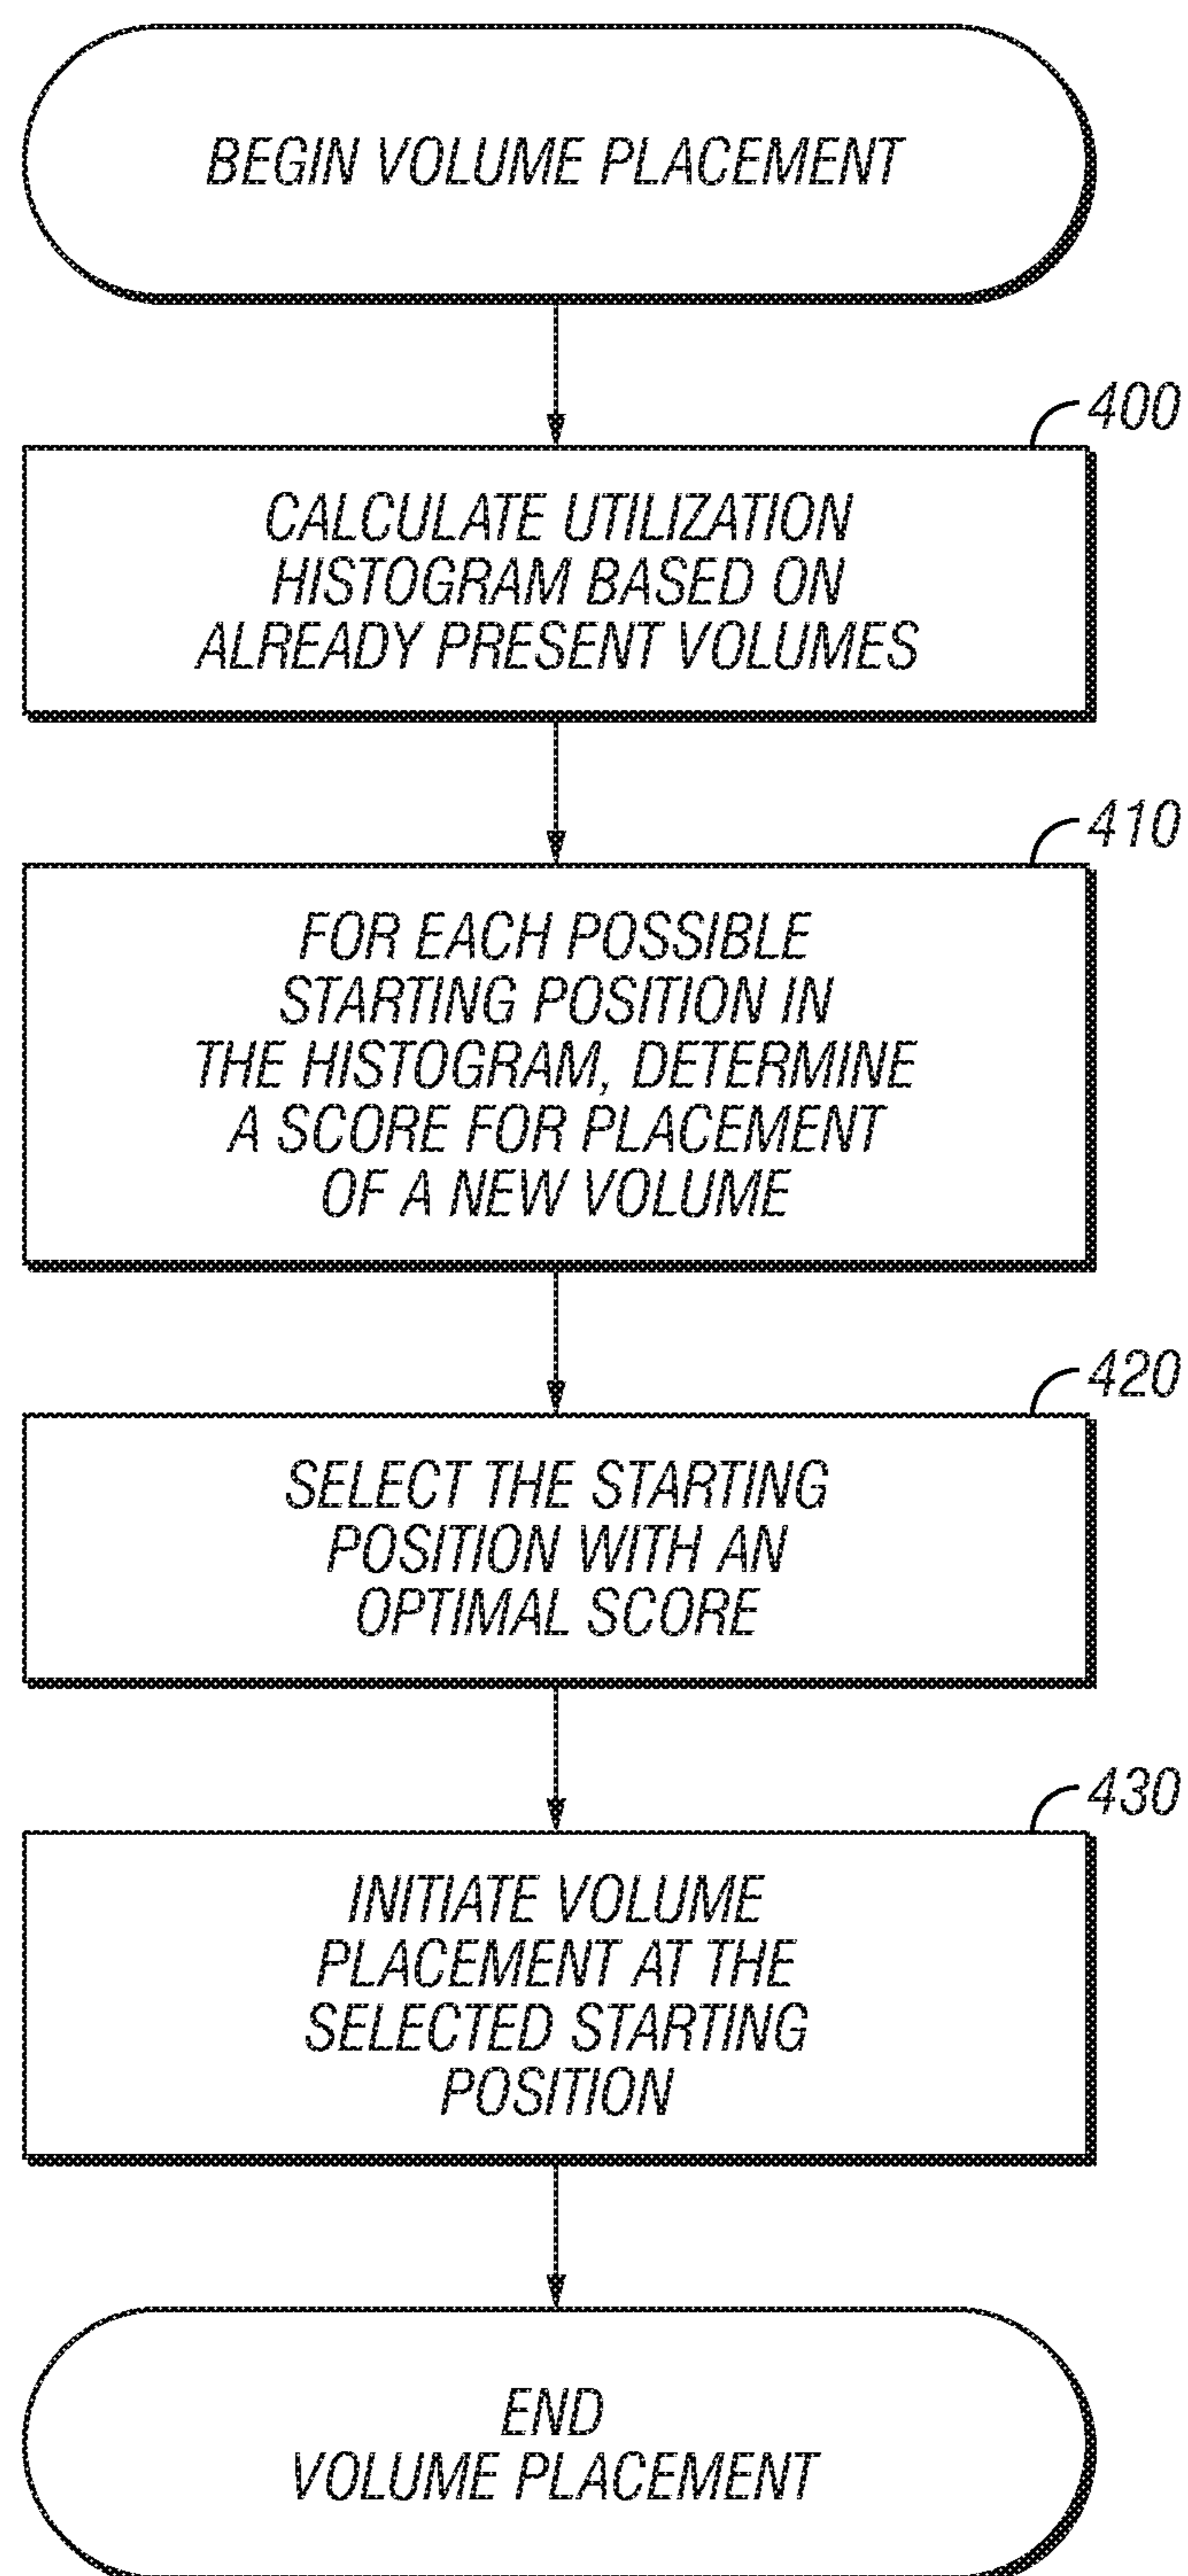 BEGIN VOLUME PLACEMENT
400
CALCULATE UTILIZATION
HISTOGRAM BASED ON
ALREADY PRESENT VOLUMES
410
FOR EACH POSSIBLE
STARTING POSITION IN
THE HISTOGRAM, DETERMINE
A SCORE FOR PLACEMENT
OF A NEW VOLUME
420
SELECT THE STARTING
POSITION WITH AN
OPTIMAL SCORE
430
INITIATE VOLUME
PLACEMENT AT THE
SELECTED STARTING
POSITION
END
VOLUME PLACEMENT